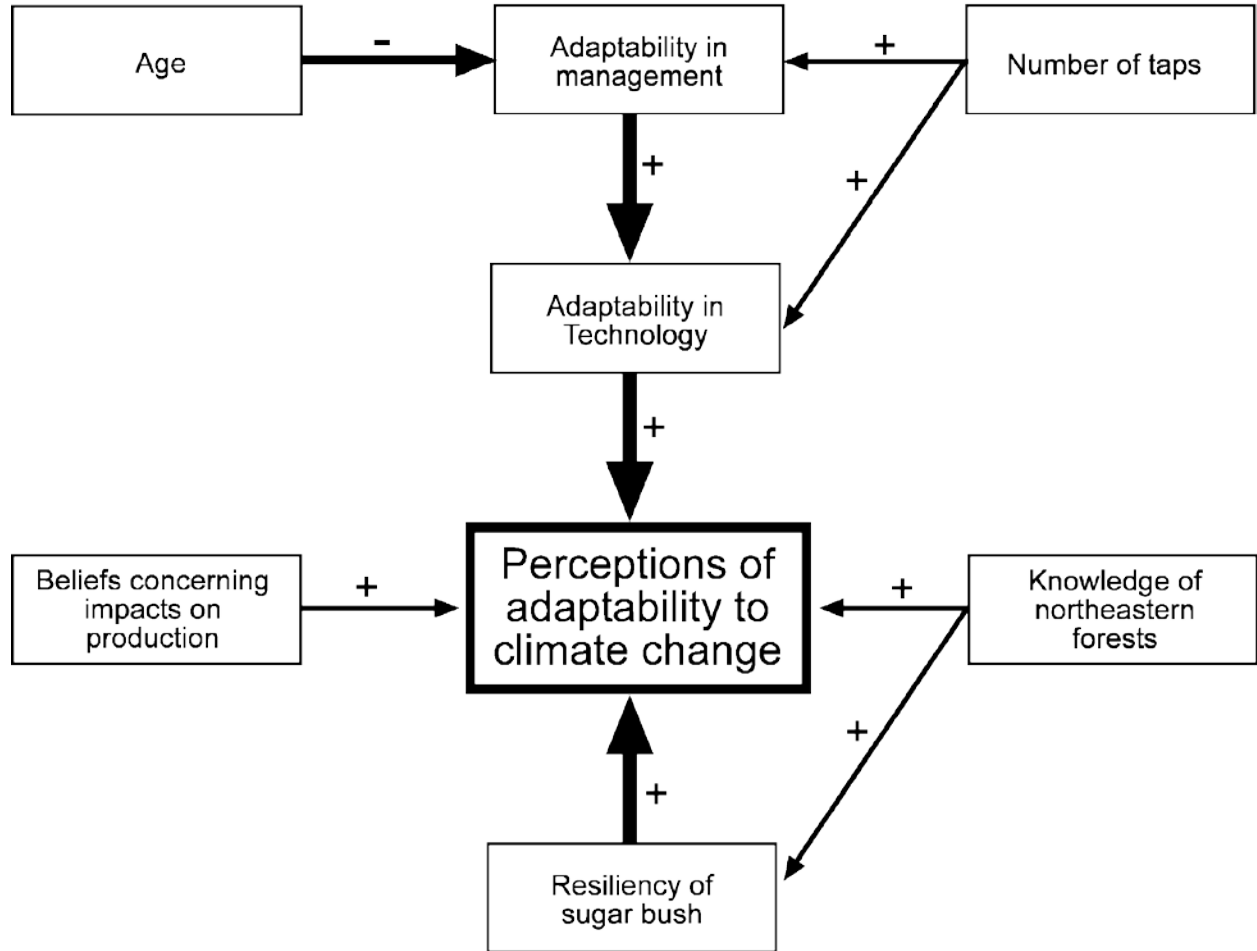 Age
-
Adaptability in
management
+
Number of taps
+
+
Adaptability in
Technology
+
Beliefs concerning
impacts on
production
+
Perceptions of
adaptability to
climate change
+
Knowledge of
northeastern
forests
+
+
Resiliency of
sugar bush